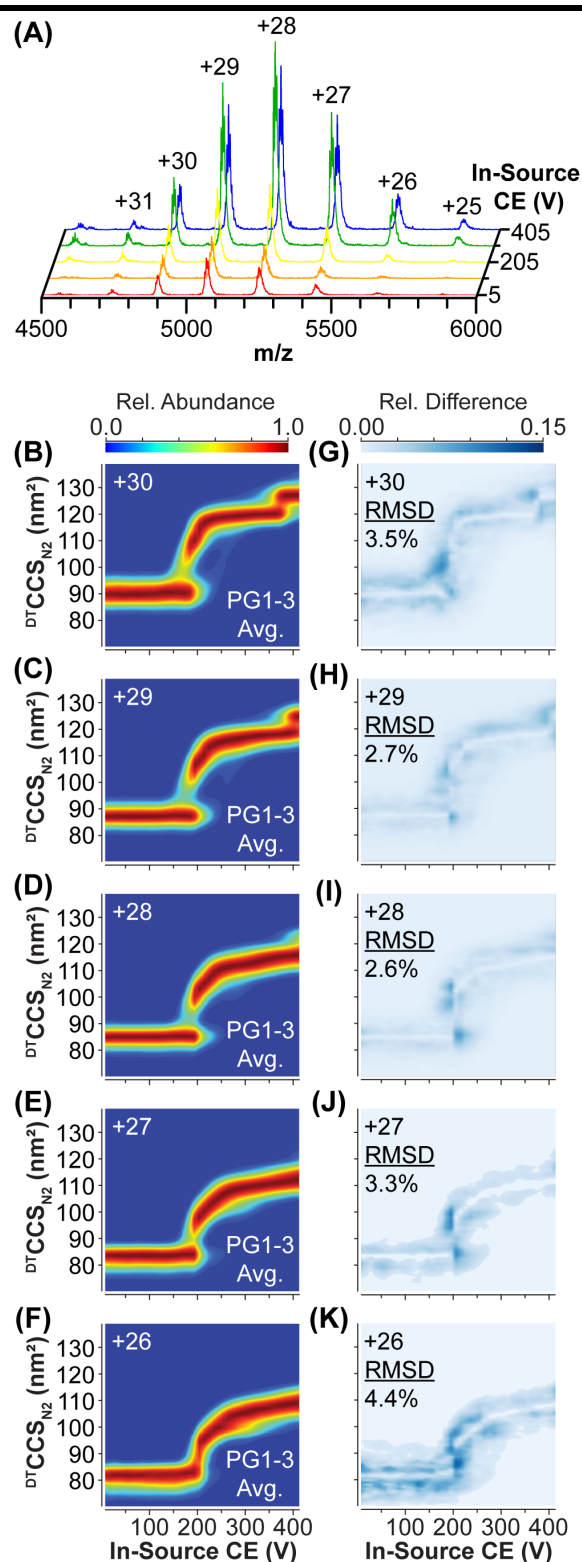 (A)
+28
+29
+27
+30
+26
+31
+25
In-Source
CE (V)
405
205
5
4500 5000 5500 6000
m/z
Rel. Abundance
0.0 1.0
Rel. Difference
0.00 0.15
(B)
+30
PG1-3
Avg.
130
120
110
100
90
80
ᴰᵀCCS_N2 (nm²)
(G)
+30
RMSD
3.5%
(C)
+29
PG1-3
Avg.
130
120
110
100
90
80
ᴰᵀCCS_N2 (nm²)
(H)
+29
RMSD
2.7%
(D)
+28
PG1-3
Avg.
130
120
110
100
90
80
ᴰᵀCCS_N2 (nm²)
(I)
+28
RMSD
2.6%
(E)
+27
PG1-3
Avg.
130
120
110
100
90
80
ᴰᵀCCS_N2 (nm²)
(J)
+27
RMSD
3.3%
(F)
+26
PG1-3
Avg.
130
120
110
100
90
80
ᴰᵀCCS_N2 (nm²)
(K)
+26
RMSD
4.4%
100 200 300 400
In-Source CE (V)
100 200 300 400
In-Source CE (V)